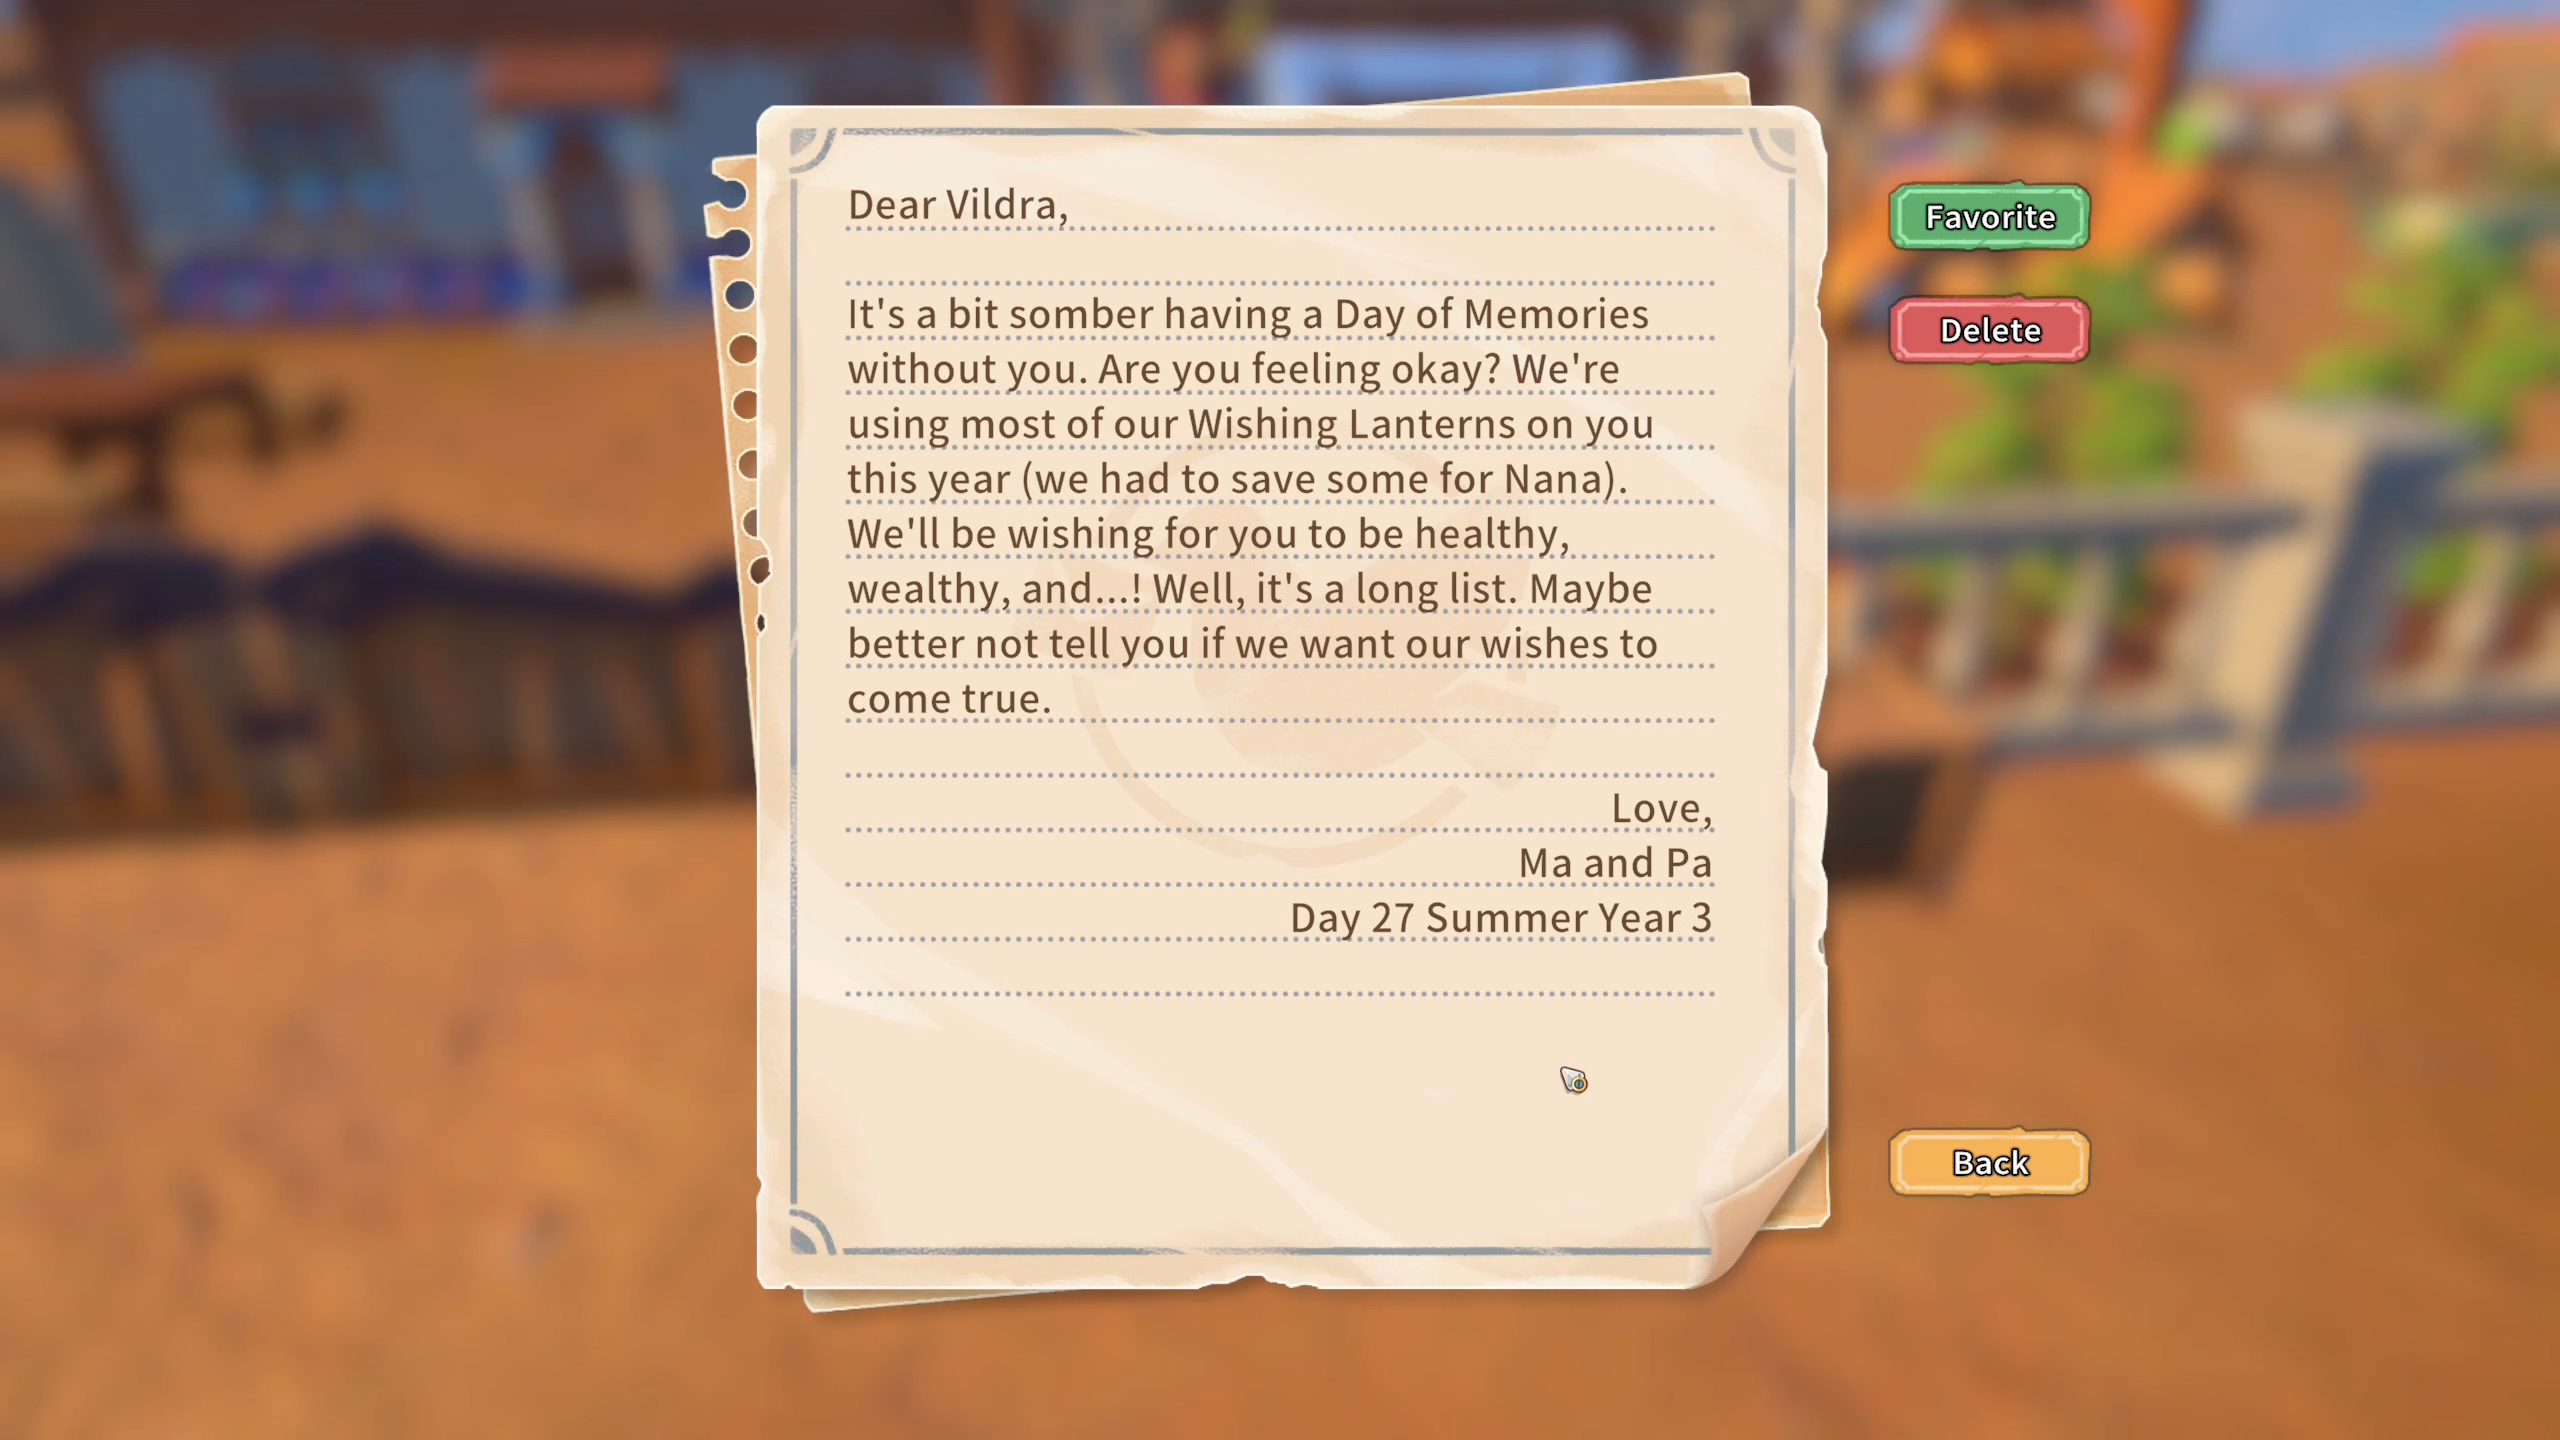 Dear Vildra,
It's a bit somber having a Day of Memories
without you. Are you feeling okay? We're
using most of our Wishing Lanterns on you
this year (we had to save some for Nana).
We'll be wishing for you to be healthy,
wealthy, and...! Well, it's a long list. Maybe
better not tell you if we want our wishes to
come true.
Love,
Ma and Pa
Day 27 Summer Year 3
Favorite
Delete
Back